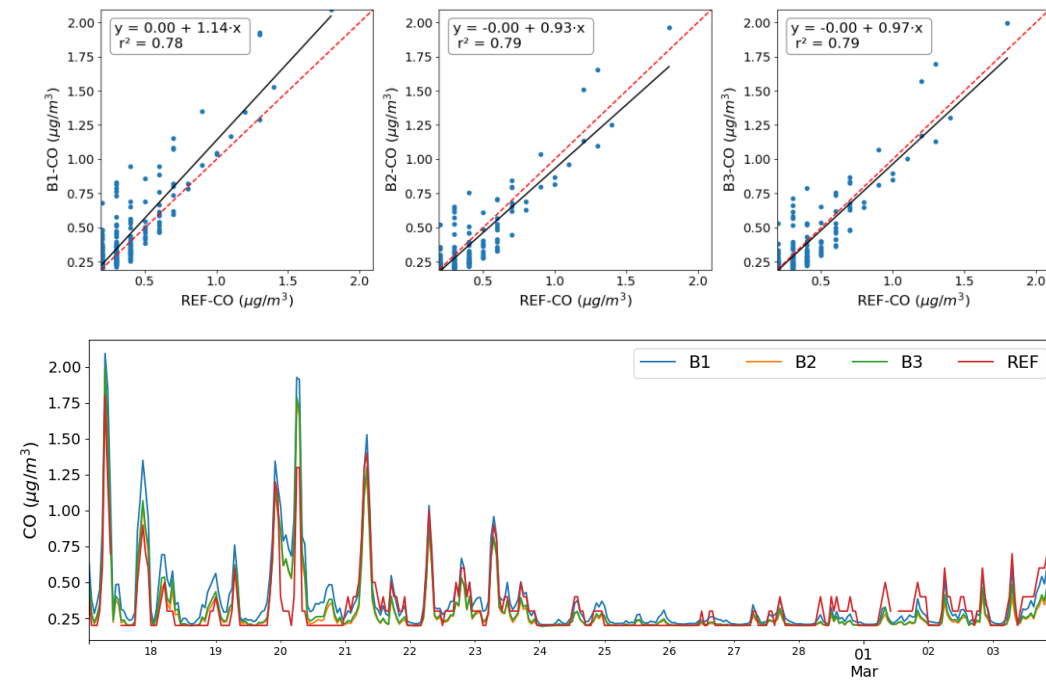 y = 0.00 + 1.14·x
r² = 0.78
2.00
1.75
1.50
1.25
1.00
0.75
0.50
0.25
B1-CO (μg/m³)
0.5
1.0
1.5
2.0
REF-CO (μg/m³)
y = -0.00 + 0.93·x
r² = 0.79
2.00
1.75
1.50
1.25
1.00
0.75
0.50
0.25
B2-CO (μg/m³)
0.5
1.0
1.5
2.0
REF-CO (μg/m³)
y = -0.00 + 0.97·x
r² = 0.79
2.00
1.75
1.50
1.25
1.00
0.75
0.50
0.25
B3-CO (μg/m³)
0.5
1.0
1.5
2.0
REF-CO (μg/m³)
B1 B2 B3 REF
2.00
1.75
1.50
1.25
1.00
0.75
0.50
0.25
CO (μg/m³)
18 19 20 21 22 23 24 25 26 27 28 01 02 03
Mar